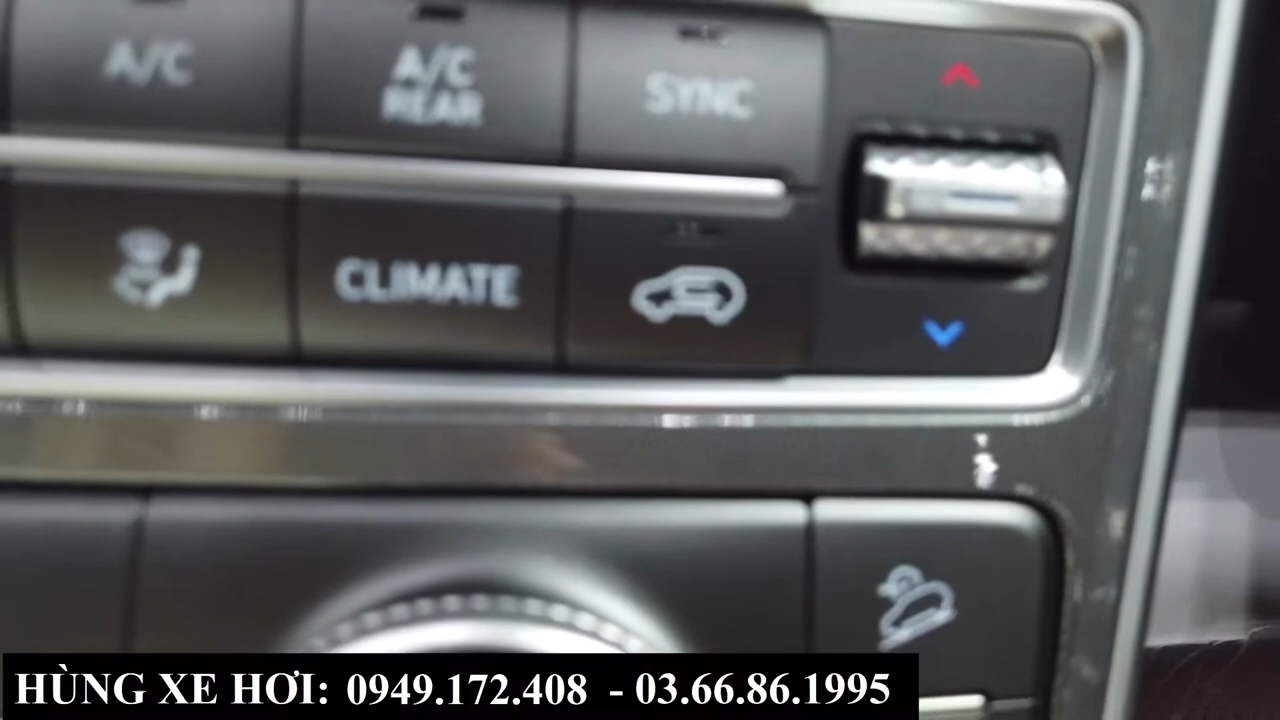 A/C
A/C
REAR
SYNC
CLIMATE
HÙNG XE HƠI: 0949.172.408 - 03.66.86.1995